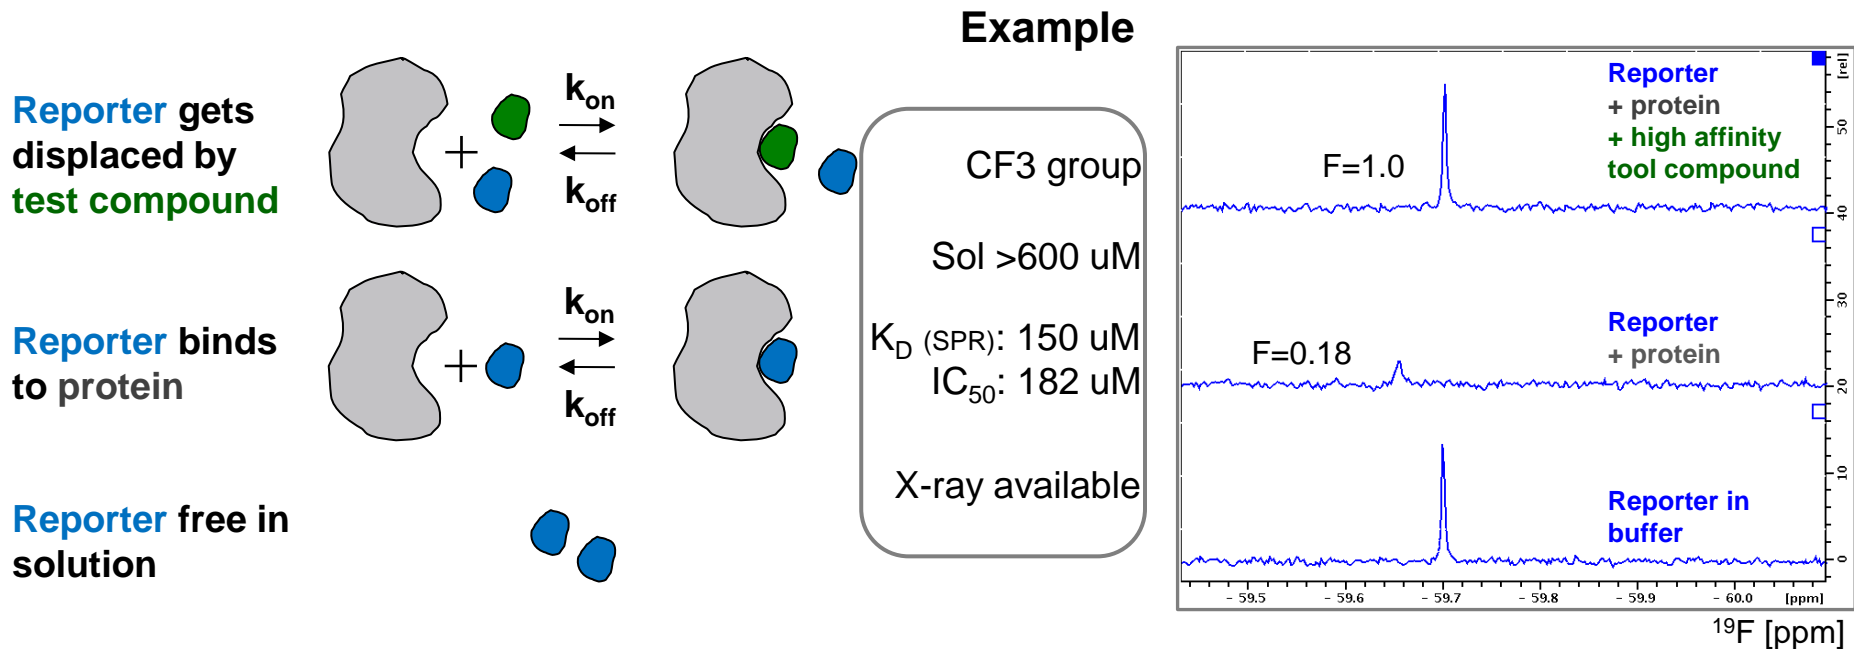 Example
Reporter gets
displaced by
test compound
+
kon
koff
Reporter binds
to protein
+
kon
koff
Reporter free in
solution
CF3 group
Sol >600 uM
KD (SPR): 150 uM
IC50: 182 uM
X-ray available
F=1.0
Reporter
+ protein
+ high affinity
tool compound
F=0.18
Reporter
+ protein
Reporter in
buffer
[rel]
50
40
30
20
10
0
- 59.5
- 59.6
- 59.7
- 59.8
- 59.9
- 60.0
[ppm]
19F [ppm]